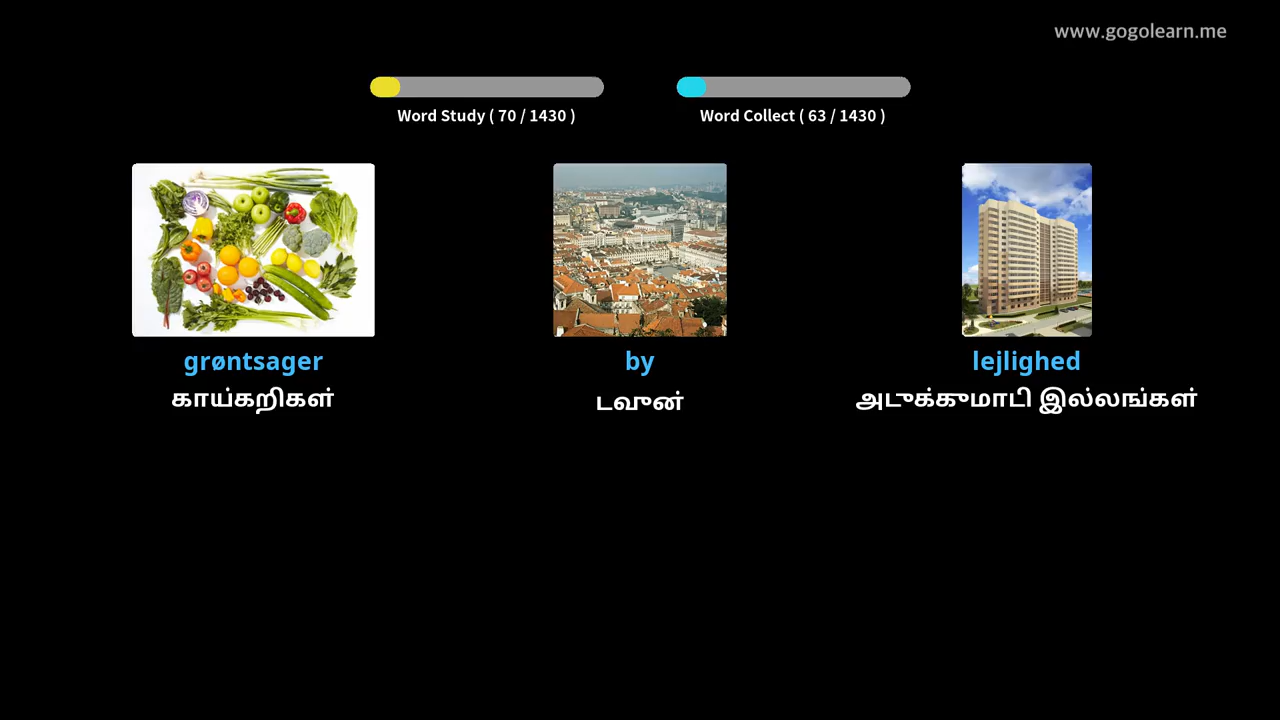 www.gogolearn.me
Word Study ( 70 / 1430 )
Word Collect ( 63 / 1430 )
grøntsager
by
lejlighed
காய்கறிகள்
டவுன்
அடுக்குமாடி இல்லங்கள்